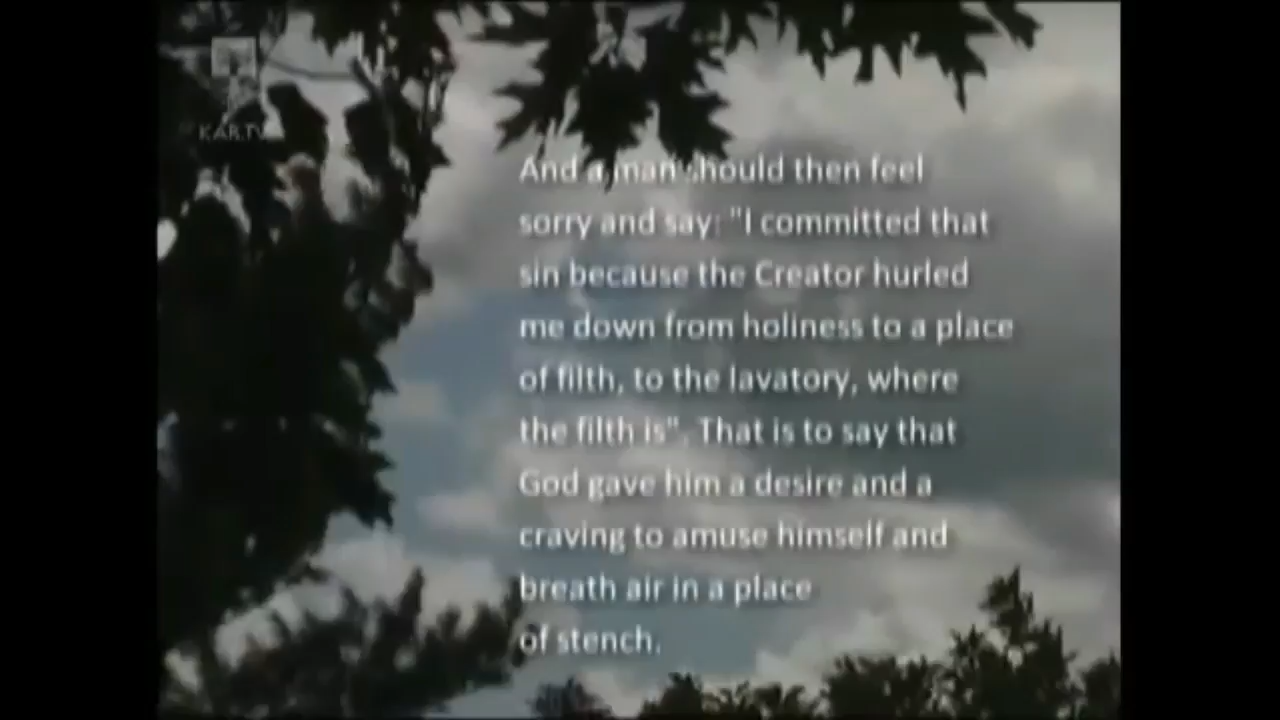 KAB.TV
And a man should then feel
sorry and say: "I committed that
sin because the Creator hurled
me down from holiness to a place
of filth, to the lavatory, where
the filth is". That is to say that
God gave him a desire and a
craving to amuse himself and
breath air in a place
of stench.